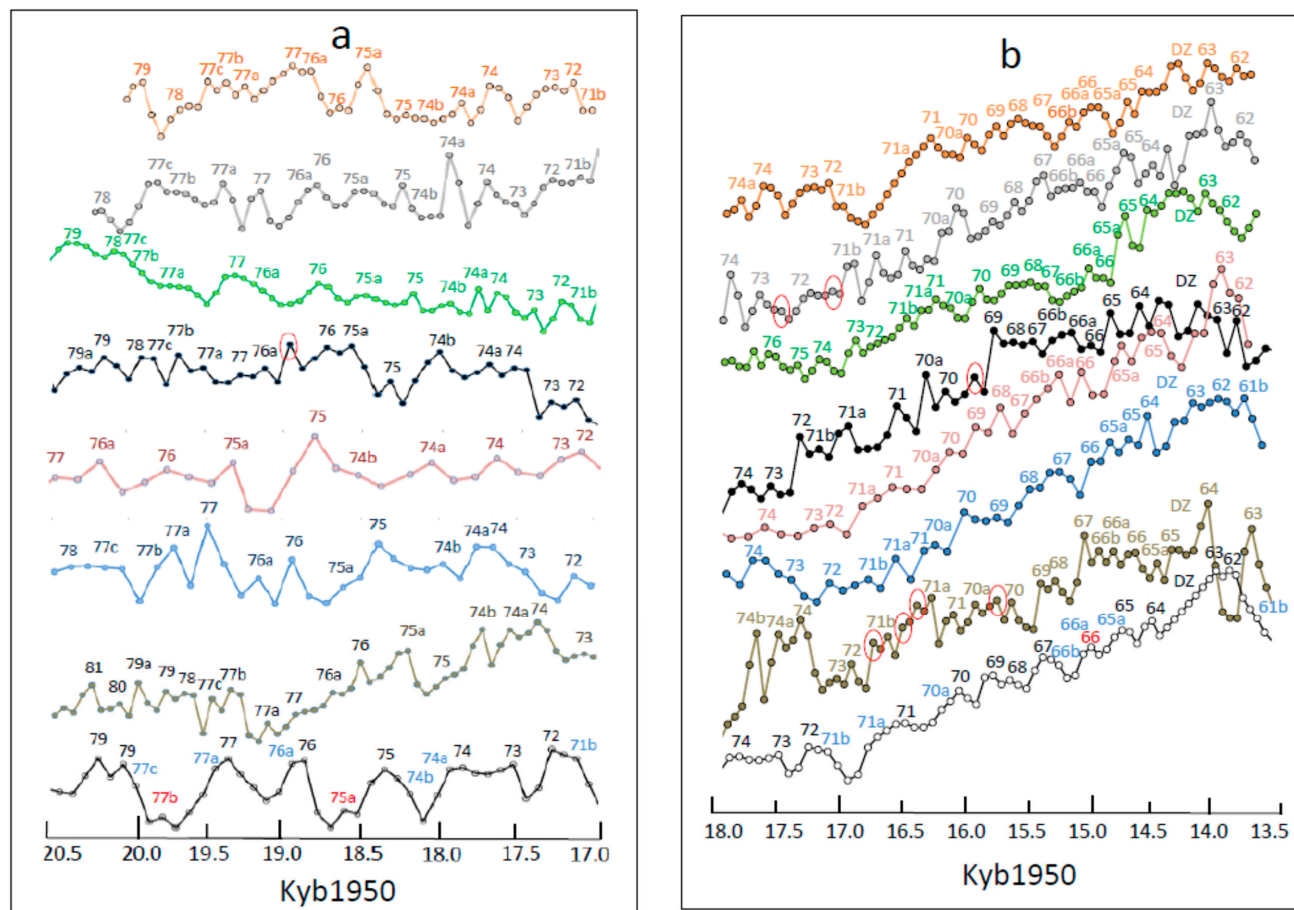 a
79 78 77c 77b 77a 77 76a 76 75a 75 74b 74a 74 73 72 71b
78 77c 77b 77a 77 76a 76 75a 75 74b 74a 74 73 72 71b
79 78 77c 77b 77a 77 76a 76 75a 75 74b 74a 74 73 72 71b
79a 79 78 77c 77b 77a 77 76a 76 75a 75 74b 74a 74 73 72
77 76a 76 75a 75 74b 74a 74 73 72
78 77c 77b 77a 77 76a 76 75a 75 74b 74a 74 73 72
81 80 79a 79 78 77c 77b 77a 77 76a 76 75a 75 74b 74a 74 73
79 79 77c 77b 77a 77 76a 76 75a 75 74b 74a 74 73 72 71b
20.5 20.0 19.5 19.0 18.5 18.0 17.5 17.0
Kyb1950
b
74a 74 73 72 71b 71a 71 70a 70 69 68 67 66b 66a 66 65a 65 64 DZ 63 62
74 73 72 71b 71a 71 70a 70 69 68 67 66b 66a 66 65a 65 64 DZ 63 62
76 75 74 73 72 71b 71a 71 70a 70 69 68 67 66b 66a 66 65a 65 64 DZ 63 62
74 73 72 71b 71a 71 70a 70 69 68 67 66b 66a 66 65 64 DZ 63 62
74 73 72 71a 71 70a 70 69 68 67 66b 66a 66 65a 65 64 DZ 63 62
74 73 72 71b 71a 71 70a 70 69 68 67 66 65a 65 64 63 62 61b
74b 74a 74 73 72 71b 71a 71 70a 70 69 68 67 66b 66a 66 65a 65 DZ 64 63
74 73 72 71b 71a 71 70a 70 69 68 67 66b 66a 66 65a 65 64 DZ 63 62 61b
18.0 17.5 17.0 16.5 16.0 15.5 15.0 14.5 14.0 13.5
Kyb1950